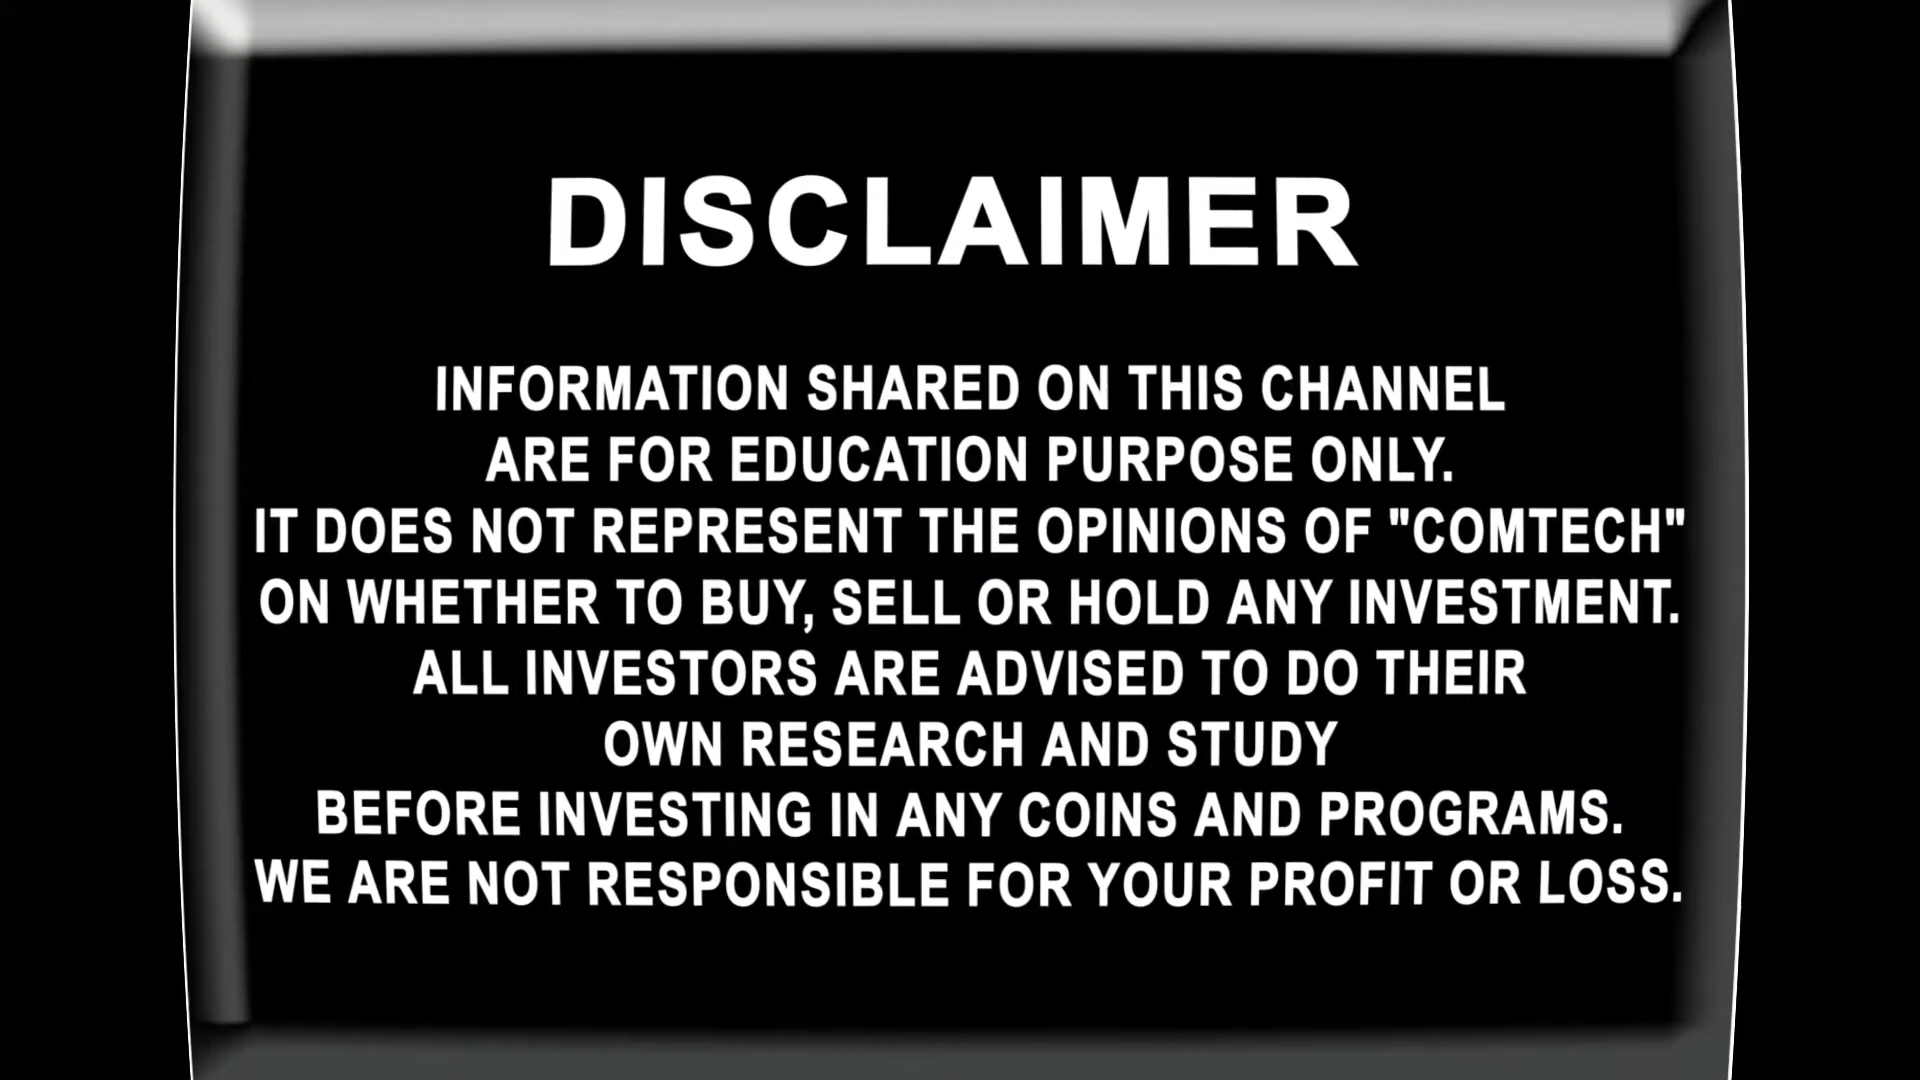 DISCLAIMER
INFORMATION SHARED ON THIS CHANNEL
ARE FOR EDUCATION PURPOSE ONLY.
IT DOES NOT REPRESENT THE OPINIONS OF "COMTECH"
ON WHETHER TO BUY, SELL OR HOLD ANY INVESTMENT.
ALL INVESTORS ARE ADVISED TO DO THEIR
OWN RESEARCH AND STUDY
BEFORE INVESTING IN ANY COINS AND PROGRAMS.
WE ARE NOT RESPONSIBLE FOR YOUR PROFIT OR LOSS.